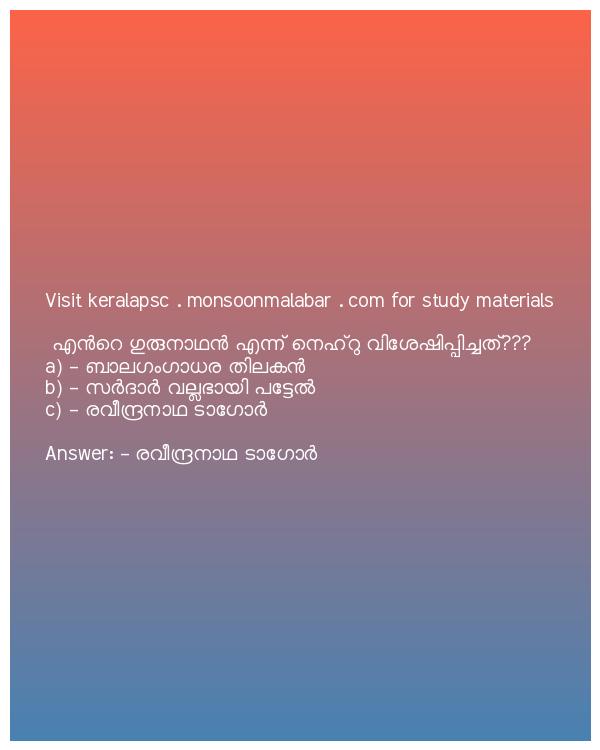 Visit keralapsc . monsoonmalabar . com for study materials
എൻറെ ഗുരുനാഥൻ എന്ന് നെഹ്റു വിശേഷിപ്പിച്ചത്???
a) – ബാലഗംഗാധര തിലകൻ
b) – സർദാർ വല്ലഭായി പട്ടേൽ
c) – രവീന്ദ്രനാഥ ടാഗോർ
Answer: – രവീന്ദ്രനാഥ ടാഗോർ